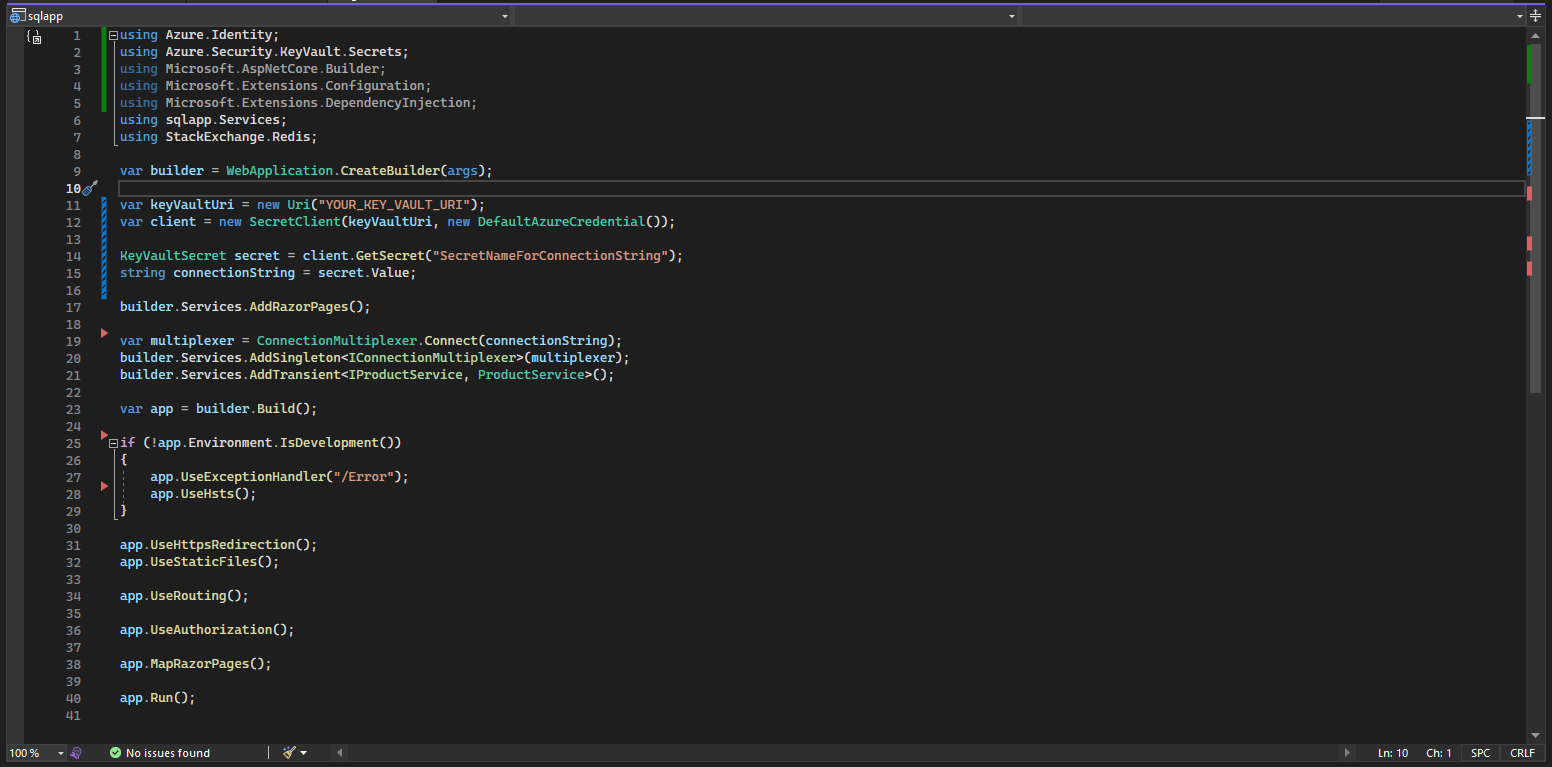 sqlapp
1 using Azure.Identity;
2 using Azure.Security.KeyVault.Secrets;
3 using Microsoft.AspNetCore.Builder;
4 using Microsoft.Extensions.Configuration;
5 using Microsoft.Extensions.DependencyInjection;
6 using sqlapp.Services;
7 using StackExchange.Redis;
8
9 var builder = WebApplication.CreateBuilder(args);
10
11 var keyVaultUri = new Uri("YOUR_KEY_VAULT_URI");
12 var client = new SecretClient(keyVaultUri, new DefaultAzureCredential());
13
14 KeyVaultSecret secret = client.GetSecret("SecretNameForConnectionString");
15 string connectionString = secret.Value;
16
17 builder.Services.AddRazorPages();
18
19 var multiplexer = ConnectionMultiplexer.Connect(connectionString);
20 builder.Services.AddSingleton<IConnectionMultiplexer>(multiplexer);
21 builder.Services.AddTransient<IProductService, ProductService>();
22
23 var app = builder.Build();
24
25 if (!app.Environment.IsDevelopment())
26 {
27     app.UseExceptionHandler("/Error");
28     app.UseHsts();
29 }
30
31 app.UseHttpsRedirection();
32 app.UseStaticFiles();
33
34 app.UseRouting();
35
36 app.UseAuthorization();
37
38 app.MapRazorPages();
39
40 app.Run();
41
100 % No issues found Ln: 10 Ch: 1 SPC CRLF